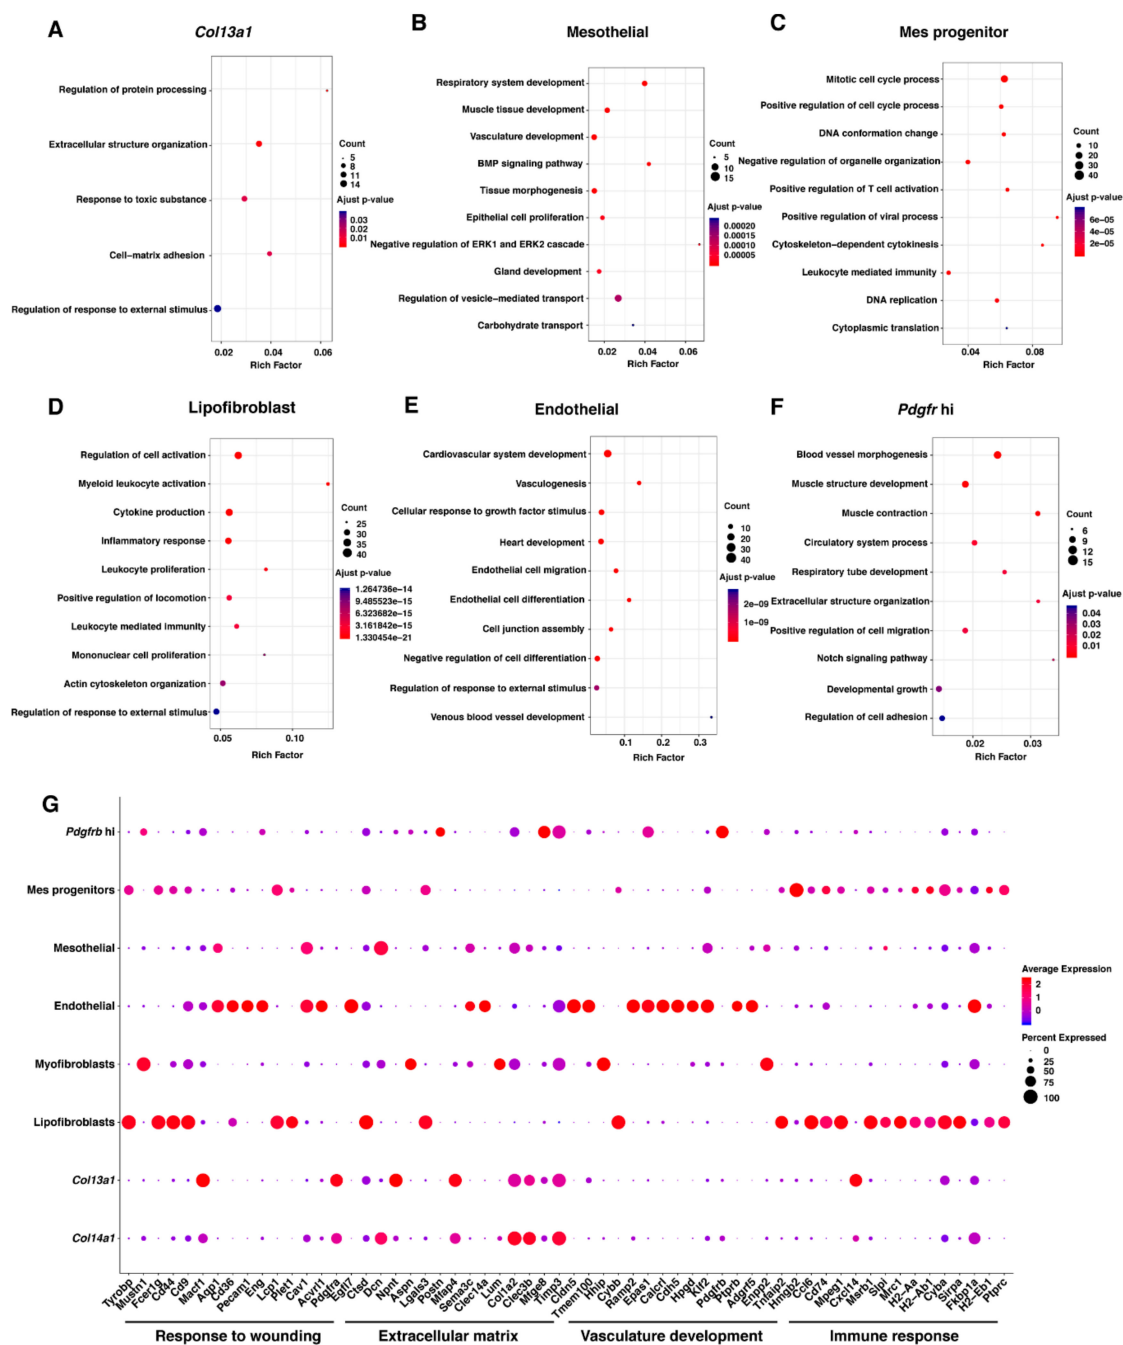 A
Col13a1
Regulation of protein processing
Extracellular structure organization
Response to toxic substance
Cell−matrix adhesion
Regulation of response to external stimulus
0.02 0.04 0.06
Rich Factor
Count
5
8
11
14
Ajust p-value
0.03
0.02
0.01
B
Mesothelial
Respiratory system development
Muscle tissue development
Vasculature development
BMP signaling pathway
Tissue morphogenesis
Epithelial cell proliferation
Negative regulation of ERK1 and ERK2 cascade
Gland development
Regulation of vesicle−mediated transport
Carbohydrate transport
0.02 0.04 0.06
Rich Factor
Count
5
10
15
Ajust p-value
0.00020
0.00015
0.00010
0.00005
C
Mes progenitor
Mitotic cell cycle process
Positive regulation of cell cycle process
DNA conformation change
Negative regulation of organelle organization
Positive regulation of T cell activation
Positive regulation of viral process
Cytoskeleton−dependent cytokinesis
Leukocyte mediated immunity
DNA replication
Cytoplasmic translation
0.04 0.08
Rich Factor
Count
10
20
30
40
Ajust p-value
6e−05
4e−05
2e−05
D
Lipofibroblast
Regulation of cell activation
Myeloid leukocyte activation
Cytokine production
Inflammatory response
Leukocyte proliferation
Positive regulation of locomotion
Leukocyte mediated immunity
Mononuclear cell proliferation
Actin cytoskeleton organization
Regulation of response to external stimulus
0.05 0.10
Rich Factor
Count
25
30
35
40
Ajust p-value
1.264736e−14
9.485523e−15
6.323682e−15
3.161842e−15
1.330454e−21
E
Endothelial
Cardiovascular system development
Vasculogenesis
Cellular response to growth factor stimulus
Heart development
Endothelial cell migration
Endothelial cell differentiation
Cell junction assembly
Negative regulation of cell differentiation
Regulation of response to external stimulus
Venous blood vessel development
0.1 0.2 0.3
Rich Factor
Count
10
20
30
40
Ajust p-value
2e−09
1e−09
F
Pdgfr hi
Blood vessel morphogenesis
Muscle structure development
Muscle contraction
Circulatory system process
Respiratory tube development
Extracellular structure organization
Positive regulation of cell migration
Notch signaling pathway
Developmental growth
Regulation of cell adhesion
0.02 0.03
Rich Factor
Count
6
9
12
15
Ajust p-value
0.04
0.03
0.02
0.01
G
Pdgfrb hi
Mes progenitors
Mesothelial
Endothelial
Myofibroblasts
Lipofibroblasts
Col13a1
Col14a1
Average Expression
2
1
0
Percent Expressed
0
25
50
75
100
Tyrobp Mustn1 Fcer1g Cd44 Cd9 Macf1 Aqp1 Cd36 Pecam1 Eng Lcp1 Plet1 Cav1 Acvrl1 Pdgfra Egfl7 Ctsd Dcn Npnt Aspn Lgals3 Postn Mfap4 Sema3c Clec14a Lum Col1a2 Clec3b Mfge8 Timp3 Cldn5 Tmem100 Hhip Cybb Ramp2 Epas1 Calcrl Cdh5 Hpgd Klf2 Pdgfrb Ptprb Adgrf5 Enpp2 Tnfaip2 Hmgb2 Ccl6 Cd74 Mpeg1 Cxcl14 Msrb1 Slpi Mrc1 H2−Aa H2−Ab1 Cyba Sirpa Fkbp1a H2−Eb1 Ptprc
Response to wounding
Extracellular matrix
Vasculature development
Immune response